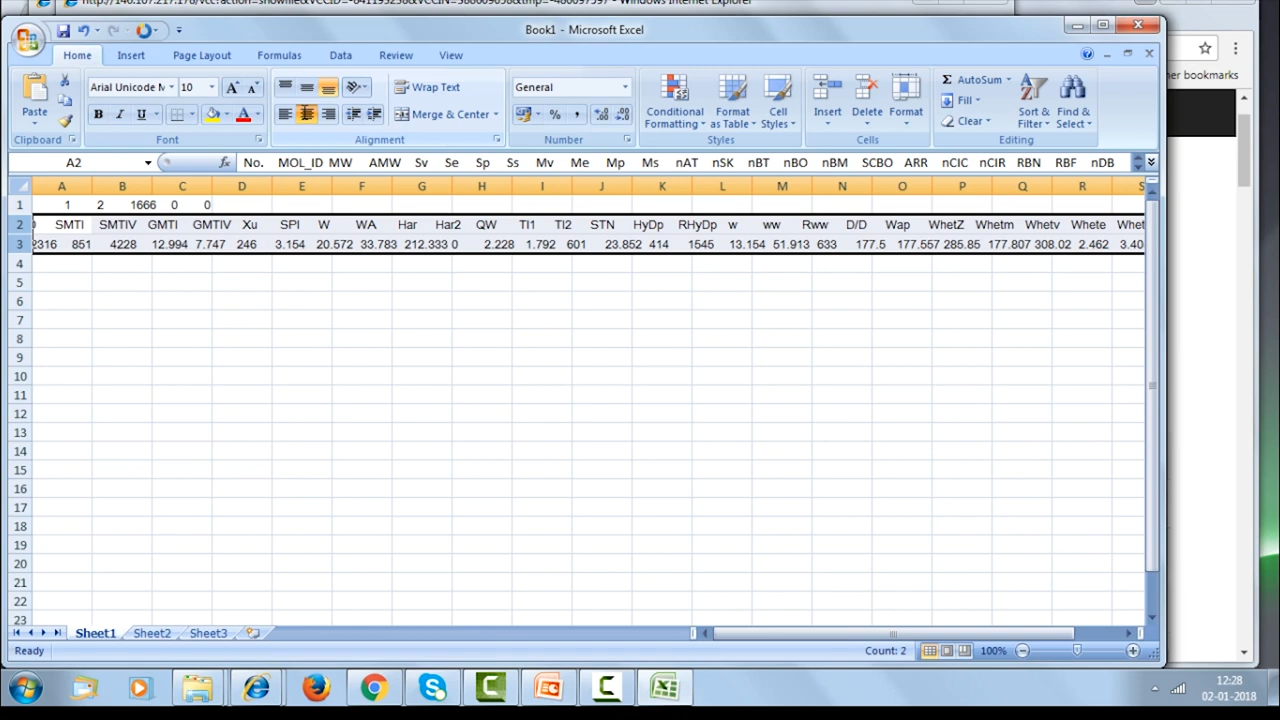 Book1 - Microsoft Excel
Home Insert Page Layout Formulas Data Review View
Paste Arial Unicode M 10 Wrap Text General Conditional Formatting Format as Table Cell Styles Insert Delete Format AutoSum Sort & Filter Find & Select
B I U A Merge & Center % , Fill
Clear
Clipboard Font Alignment Number Styles Cells Editing
her bookmarks
A2 fx No. MOL_ID MW AMW Sv Se Sp Ss Mv Me Mp Ms nAT nSK nBT nBO nBM SCBO ARR nCIC nCIR RBN RBF nDB
A B C D E F G H I J K L M N O P Q R S
1 1 2 1666 0 0
2 SMTI SMTIV GMTI GMTIV Xu SPI W WA Har Har2 QW TI1 TI2 STN HyDp RHyDp w ww Rww D/D Wap WhetZ Whetm Whetv Whete Whet
3 2316 851 4228 12.994 7.747 246 3.154 20.572 33.783 212.333 0 2.228 1.792 601 23.852 414 1545 13.154 51.913 633 177.5 177.557 285.85 177.807 308.02 2.462 3.40
4
5
6
7
8
9
10
11
12
13
14
15
16
17
18
19
20
21
22
23
Sheet1 Sheet2 Sheet3
Ready Count: 2 100%
12:28
02-01-2018